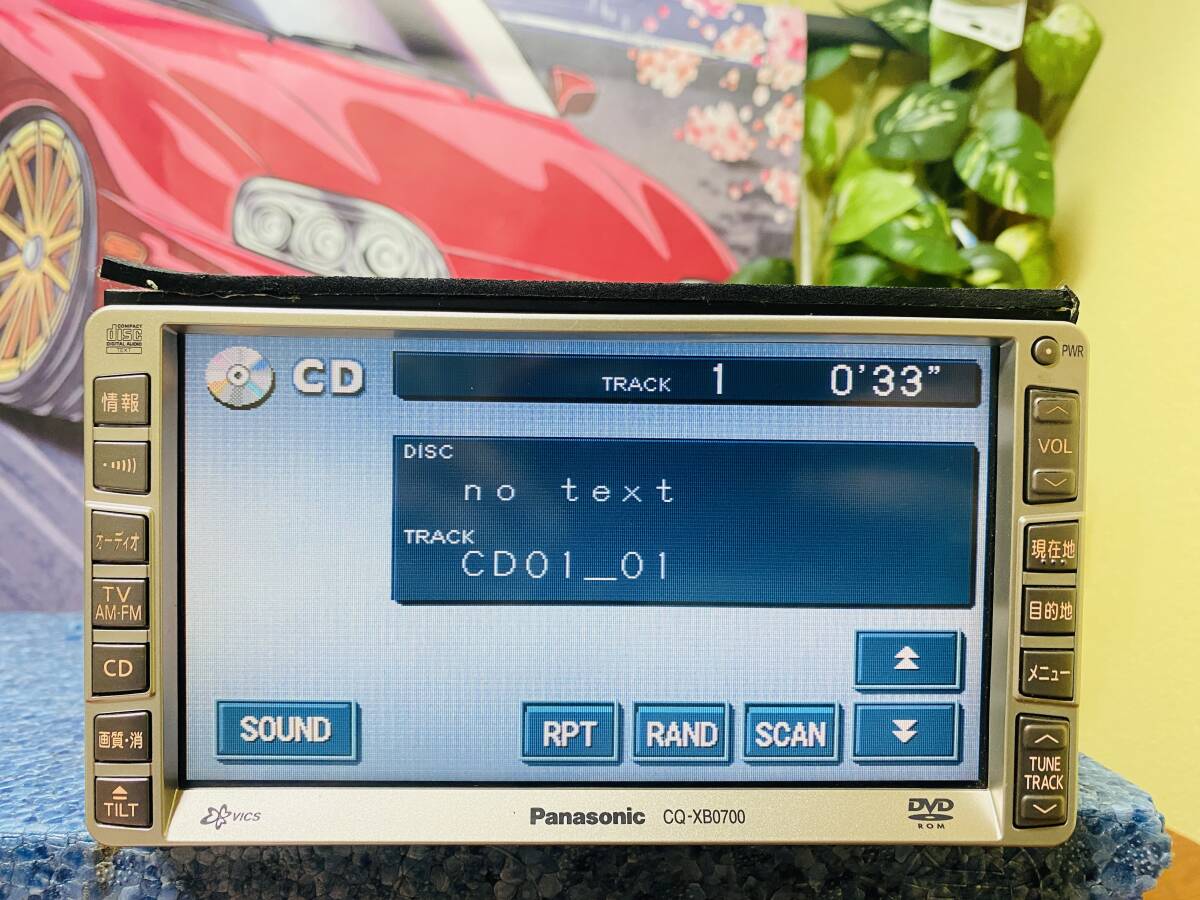 COMPACT
disc
DIGITAL AUDIO
TEXT
情報
オーディオ
TV
AM-FM
CD
画質・消
TILT
CD
TRACK 1 0'33"
DISC
no text
TRACK
CD01_01
SOUND
RPT
RAND
SCAN
PWR
VOL
現在地
目的地
メニュー
TUNE
TRACK
VICS
Panasonic CQ-XB0700
DVD
ROM